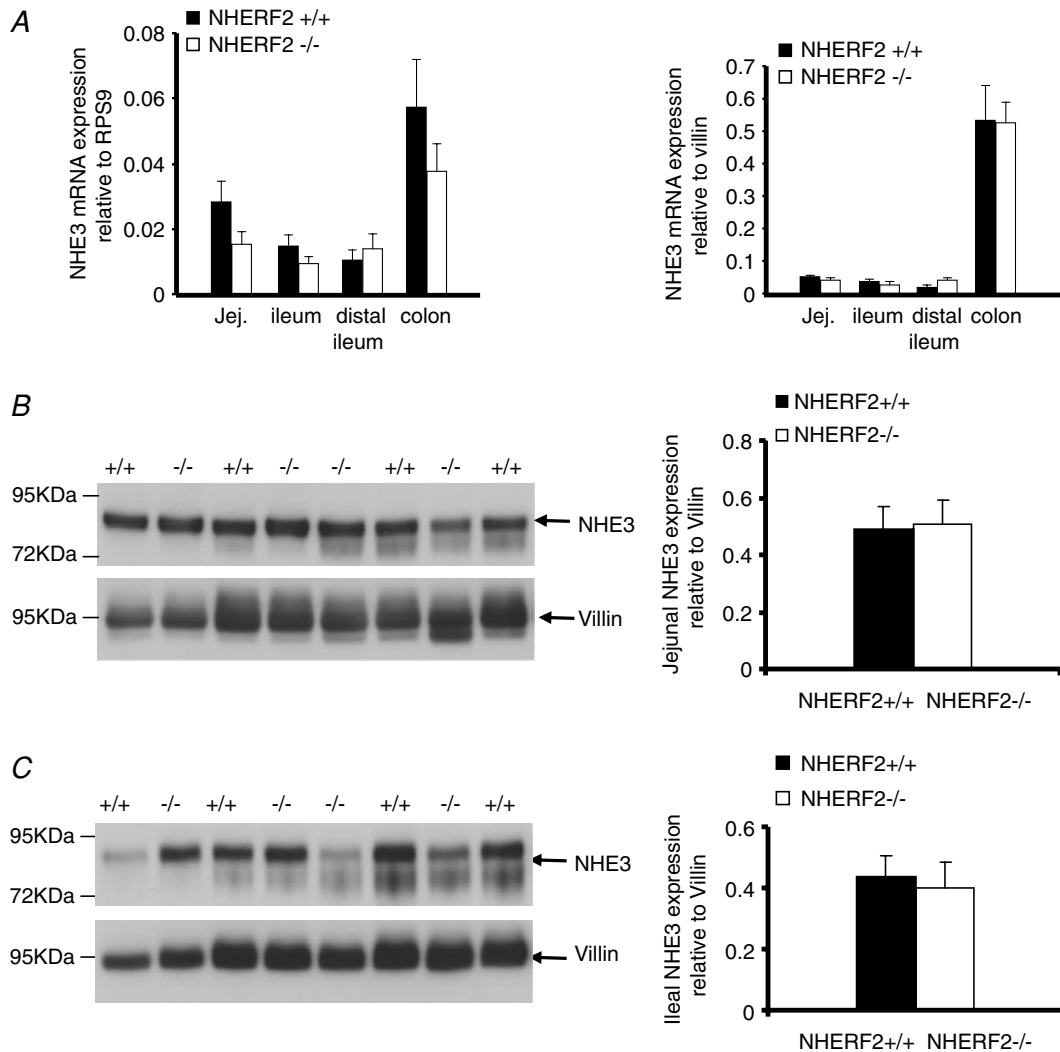 A
NHERF2 +/+
NHERF2 -/-
NHE3 mRNA expression
relative to RPS9
0.08
0.06
0.04
0.02
0
Jej. ileum distal ileum colon
NHERF2 +/+
NHERF2 -/-
NHE3 mRNA expression
relative to villin
0.7
0.6
0.5
0.4
0.3
0.2
0.1
0
Jej. ileum distal ileum colon
B
+/+ -/- +/+ -/- -/- +/+ -/- +/+
95KDa
72KDa
NHE3
95KDa
Villin
NHERF2+/+
NHERF2-/-
Jejunal NHE3 expression
relative to Villin
0.8
0.6
0.4
0.2
0
NHERF2+/+ NHERF2-/-
C
+/+ -/- +/+ -/- -/- +/+ -/- +/+
95KDa
72KDa
NHE3
95KDa
Villin
NHERF2+/+
NHERF2-/-
Illeal NHE3 expression
relative to Villin
0.6
0.4
0.2
0
NHERF2+/+ NHERF2-/-